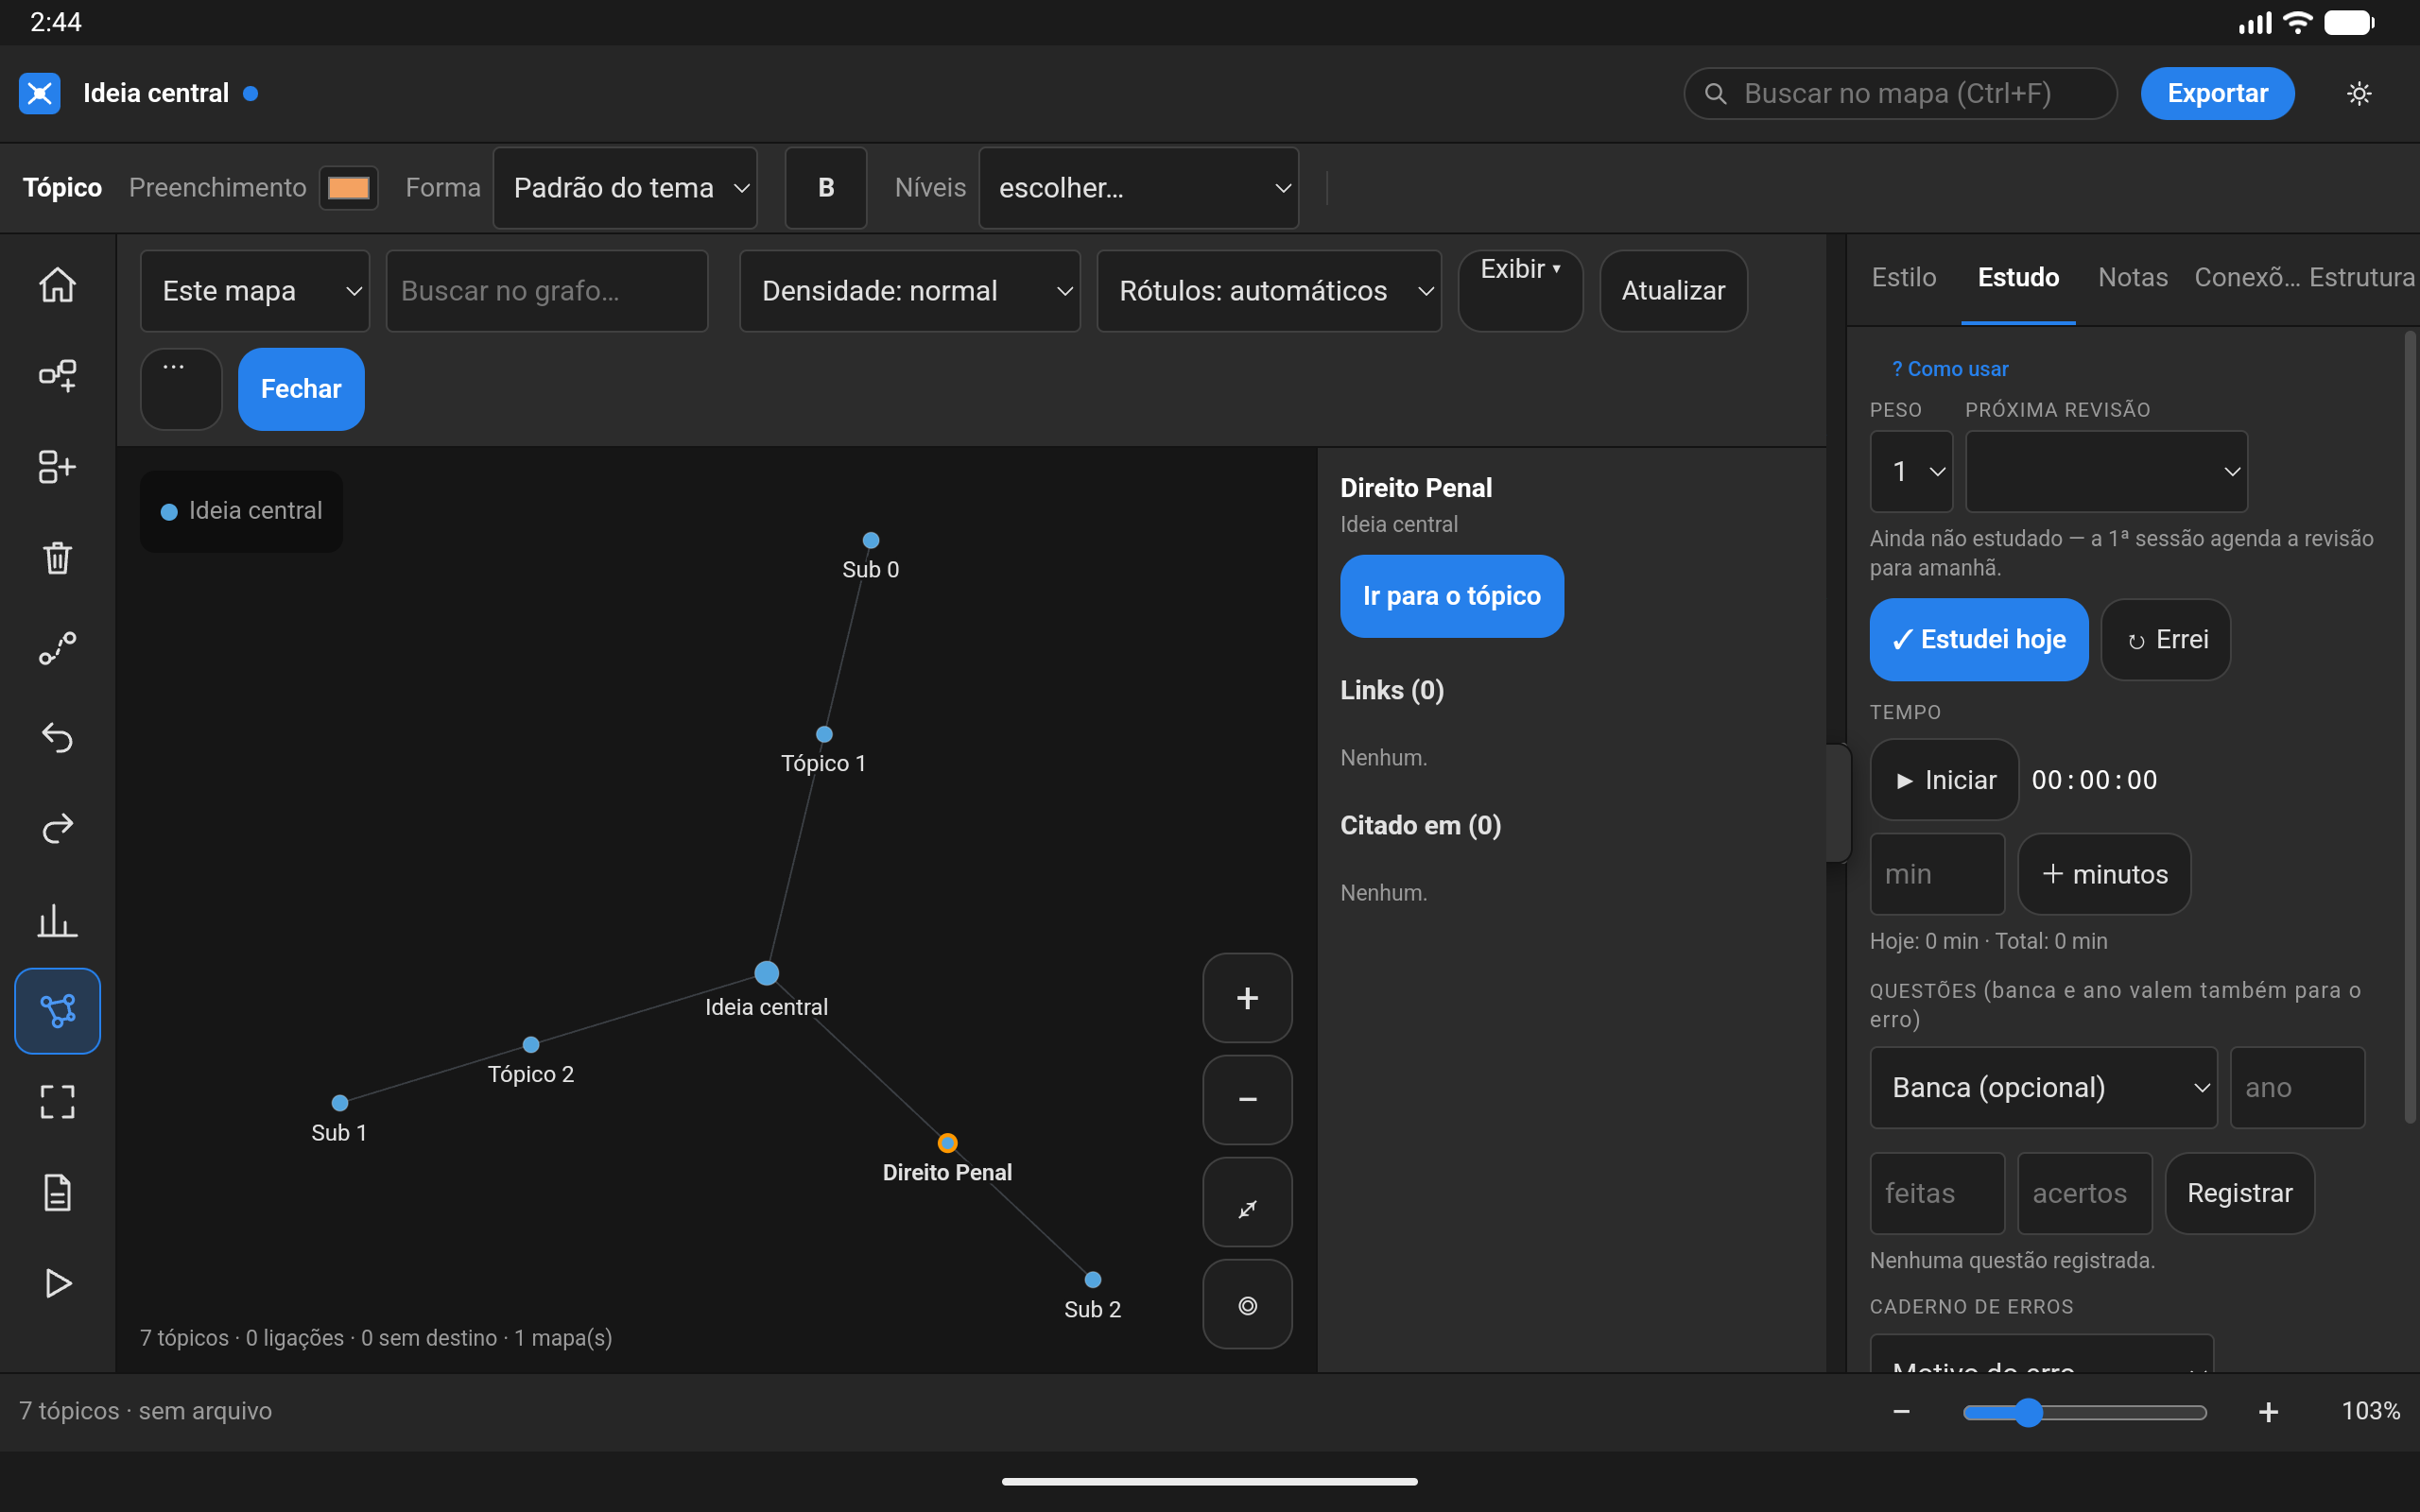 2:44
Ideia central
Buscar no mapa (Ctrl+F)
Exportar
Tópico
Preenchimento
Forma
Padrão do tema
B
Níveis
escolher…
Este mapa
Buscar no grafo…
Densidade: normal
Rótulos: automáticos
Exibir ▾
Atualizar
…
Fechar
Ideia central
Sub 0
Tópico 1
Ideia central
Tópico 2
Sub 1
Direito Penal
Sub 2
7 tópicos · 0 ligações · 0 sem destino · 1 mapa(s)
Direito Penal
Ideia central
Ir para o tópico
Links (0)
Nenhum.
Citado em (0)
Nenhum.
Estilo
Estudo
Notas
Conexõ…
Estrutura
? Como usar
PESO
PRÓXIMA REVISÃO
1
Ainda não estudado — a 1ª sessão agenda a revisão
para amanhã.
✓ Estudei hoje
↻ Errei
TEMPO
▶ Iniciar
00:00:00
min
+ minutos
Hoje: 0 min · Total: 0 min
QUESTÕES (banca e ano valem também para o
erro)
Banca (opcional)
ano
feitas
acertos
Registrar
Nenhuma questão registrada.
CADERNO DE ERROS
Motivo do erro
7 tópicos · sem arquivo
103%